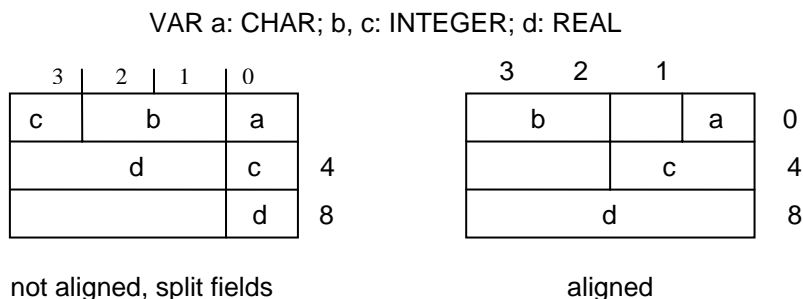 VAR a: CHAR; b, c: INTEGER; d: REAL
3 2 1 0
c b a
d c 4
d 8
not aligned, split fields
3 2 1
b a 0
c 4
d 8
aligned